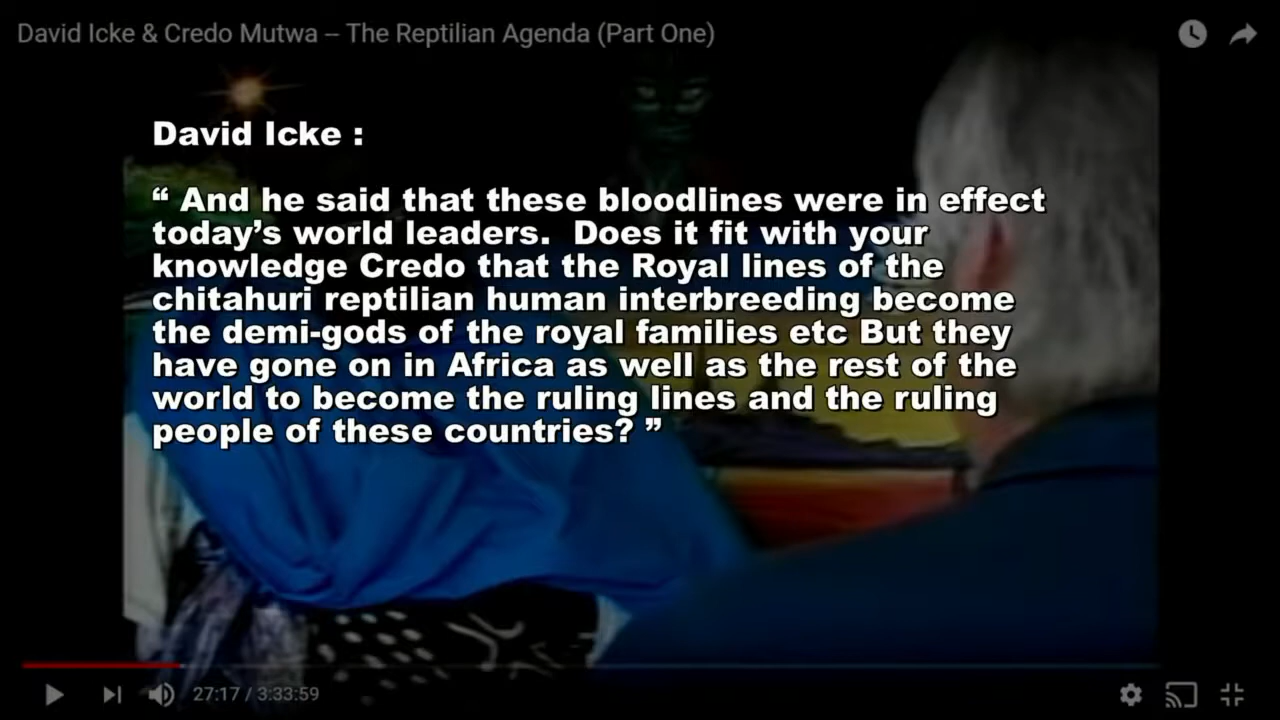 David Icke & Credo Mutwa -- The Reptilian Agenda (Part One)
David Icke :
“ And he said that these bloodlines were in effect
today’s world leaders.  Does it fit with your
knowledge Credo that the Royal lines of the
chitahuri reptilian human interbreeding become
the demi-gods of the royal families etc But they
have gone on in Africa as well as the rest of the
world to become the ruling lines and the ruling
people of these countries? ”
27:17 / 3:33:59